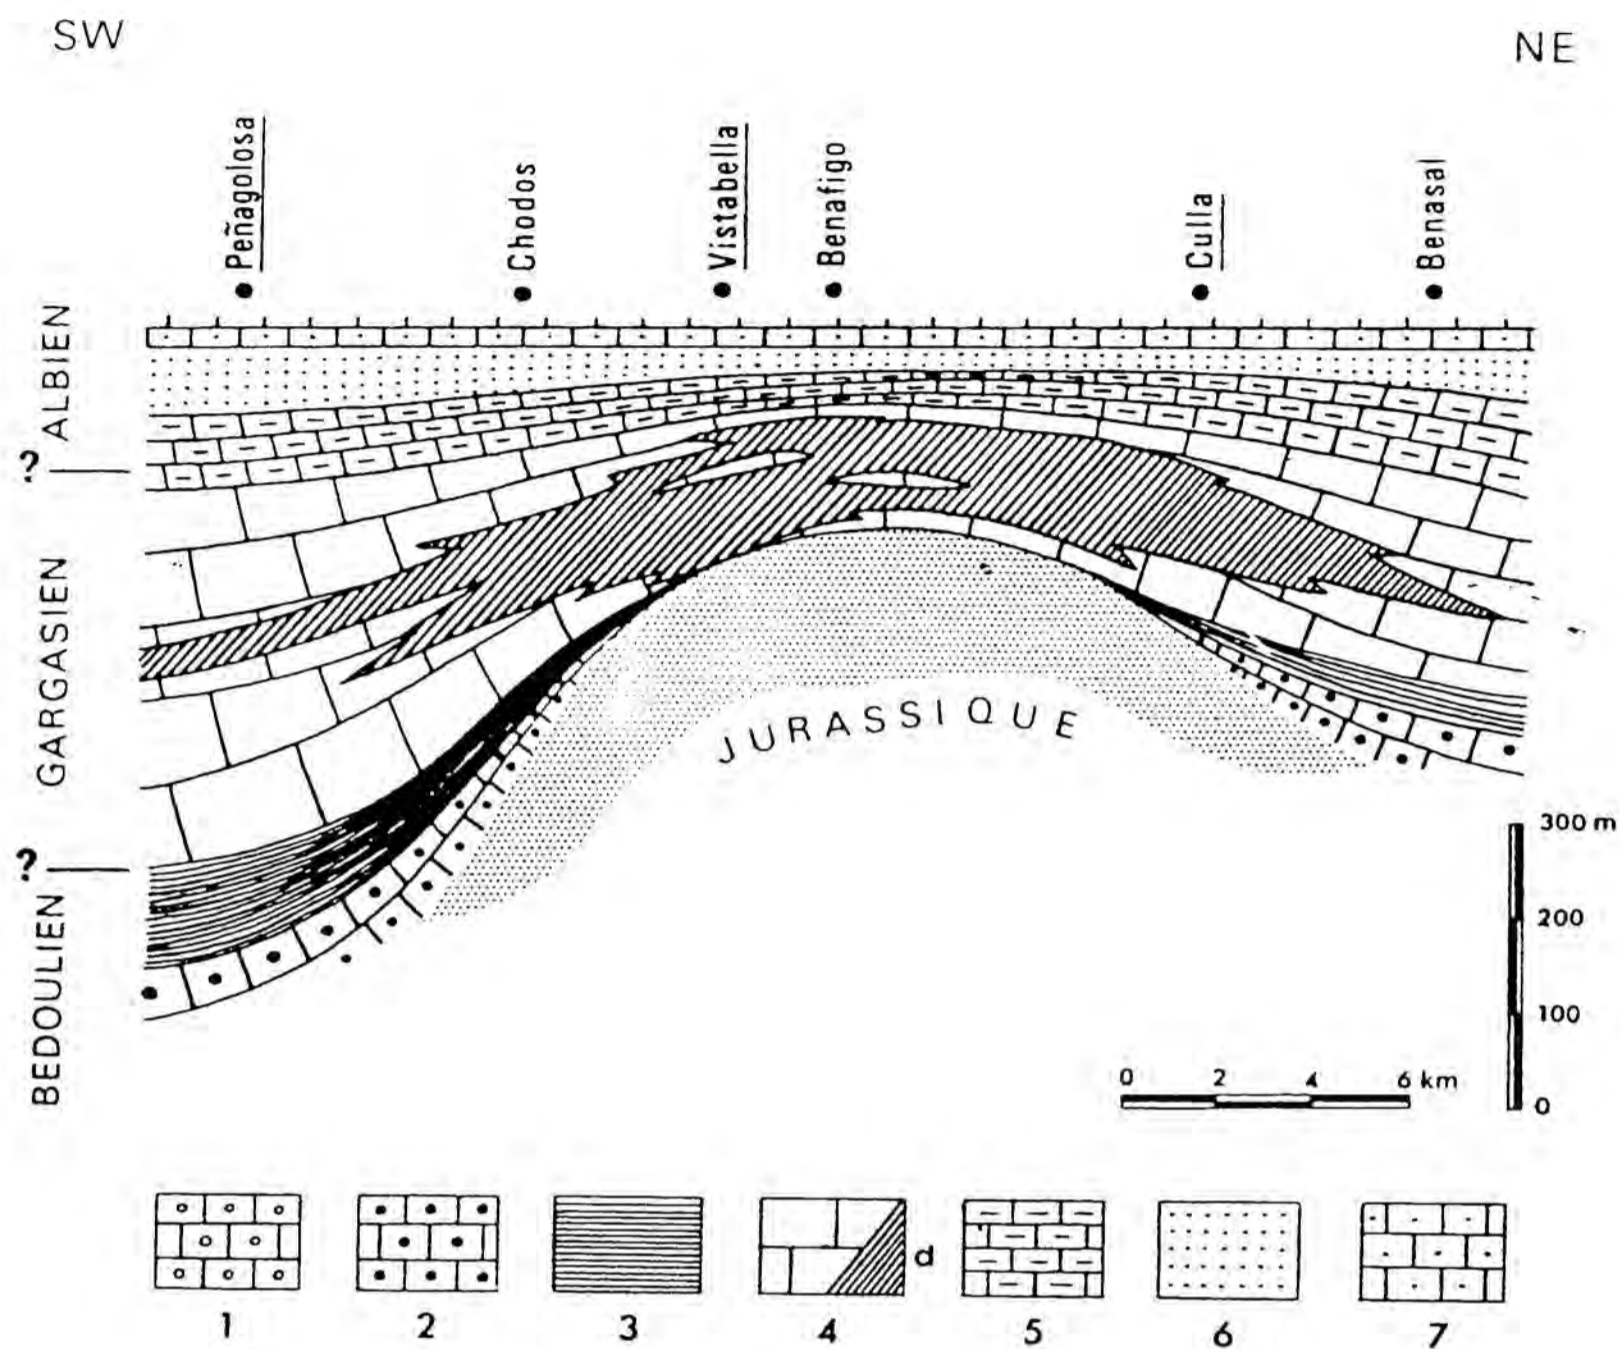 SW
NE
Peñagolosa
Chodos
Vistabella
Benafigo
Culla
Benasal
ALBIEN
?
GARGASIEN
?
BEDOULIEN
JURASSIQUE
300 m
200
100
0
0 2 4 6 km
d
1 2 3 4 5 6 7